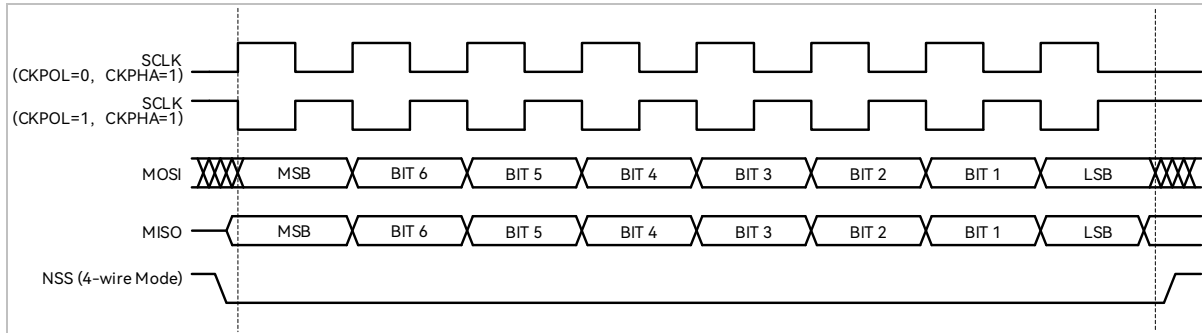 SCLK
(CKPOL=0, CKPHA=1)
SCLK
(CKPOL=1, CKPHA=1)
MOSI MSB BIT 6 BIT 5 BIT 4 BIT 3 BIT 2 BIT 1 LSB
MISO MSB BIT 6 BIT 5 BIT 4 BIT 3 BIT 2 BIT 1 LSB
NSS (4-wire Mode)